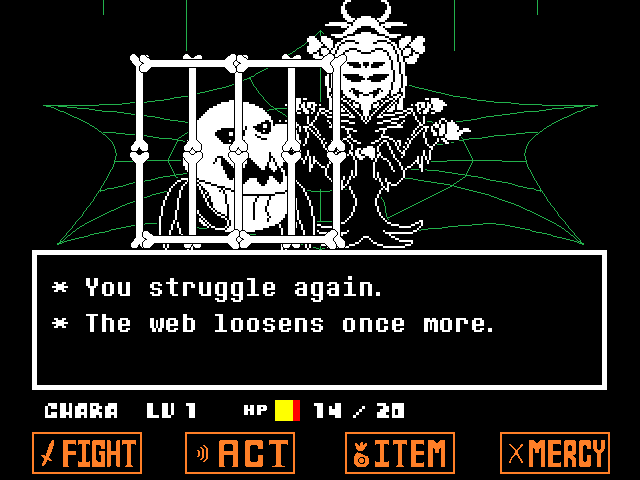 * You struggle again.
* The web loosens once more.
CHARA LV 1 HP 14 / 20
FIGHT ACT ITEM MERCY